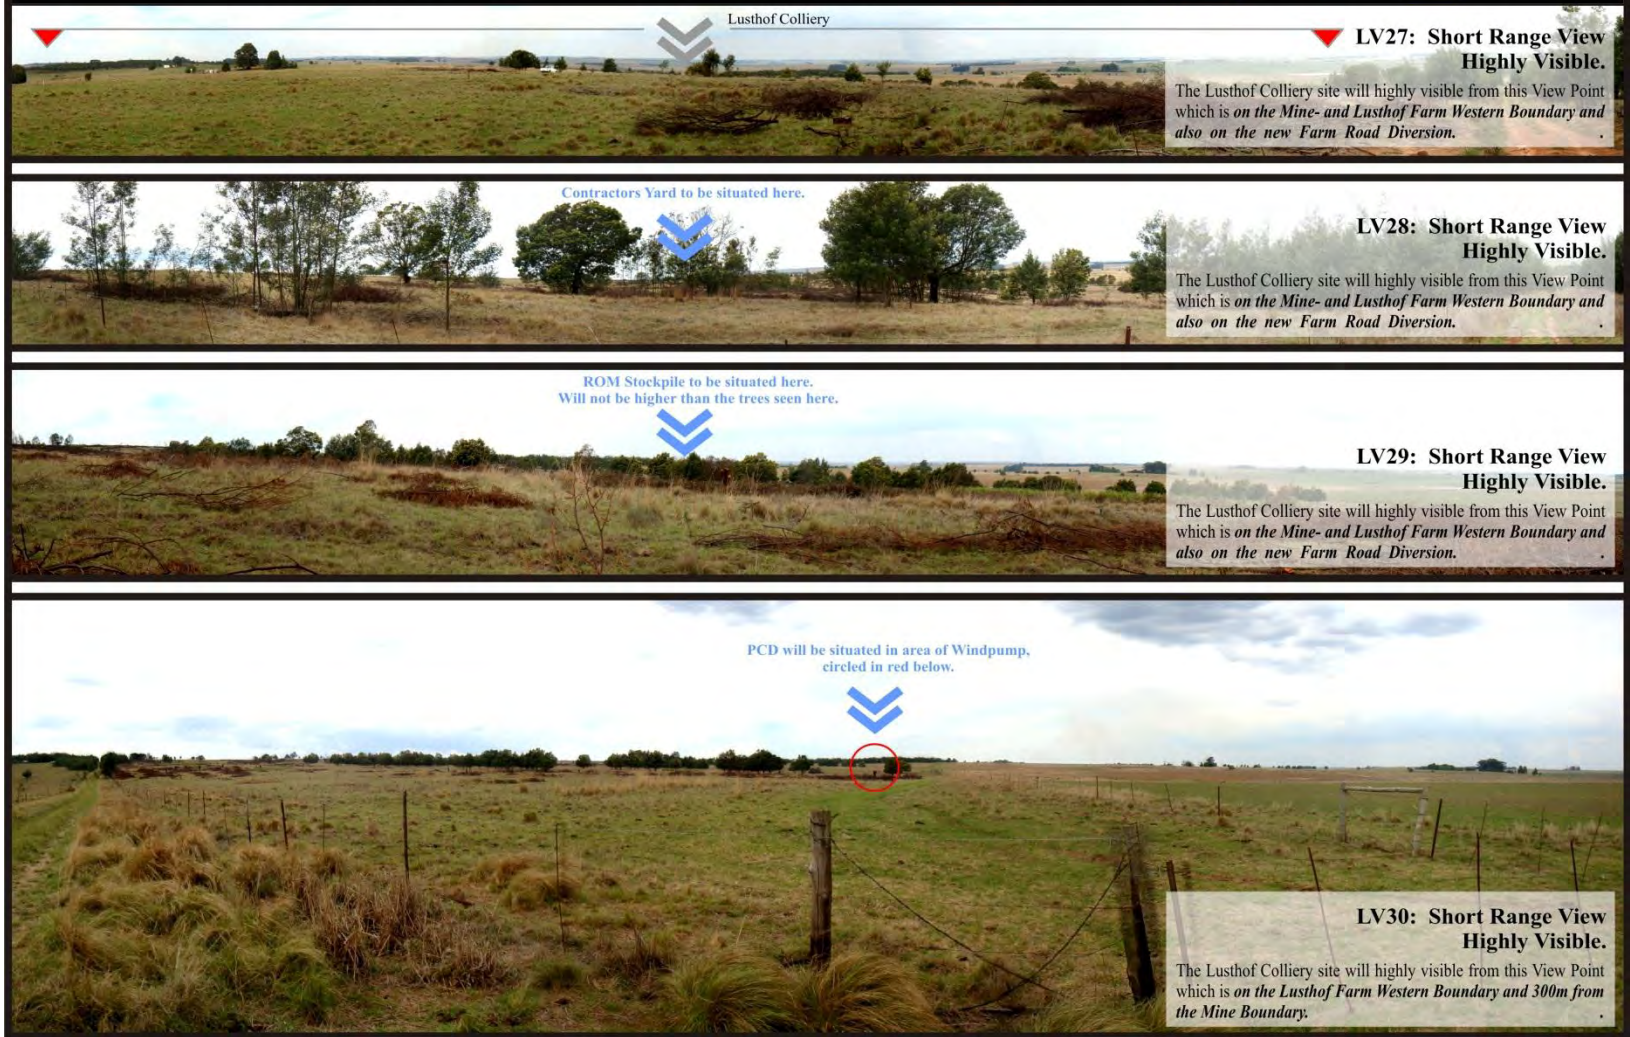 Lusthof Colliery
LV27: Short Range View
Highly Visible.
The Lusthof Colliery site will highly visible from this View Point
which is on the Mine- and Lusthof Farm Western Boundary and
also on the new Farm Road Diversion. .
Contractors Yard to be situated here.
LV28: Short Range View
Highly Visible.
The Lusthof Colliery site will highly visible from this View Point
which is on the Mine- and Lusthof Farm Western Boundary and
also on the new Farm Road Diversion. .
ROM Stockpile to be situated here.
Will not be higher than the trees seen here.
LV29: Short Range View
Highly Visible.
The Lusthof Colliery site will highly visible from this View Point
which is on the Mine- and Lusthof Farm Western Boundary and
also on the new Farm Road Diversion. .
PCD will be situated in area of Windpump,
circled in red below.
LV30: Short Range View
Highly Visible.
The Lusthof Colliery site will highly visible from this View Point
which is on the Lusthof Farm Western Boundary and 300m from
the Mine Boundary. .